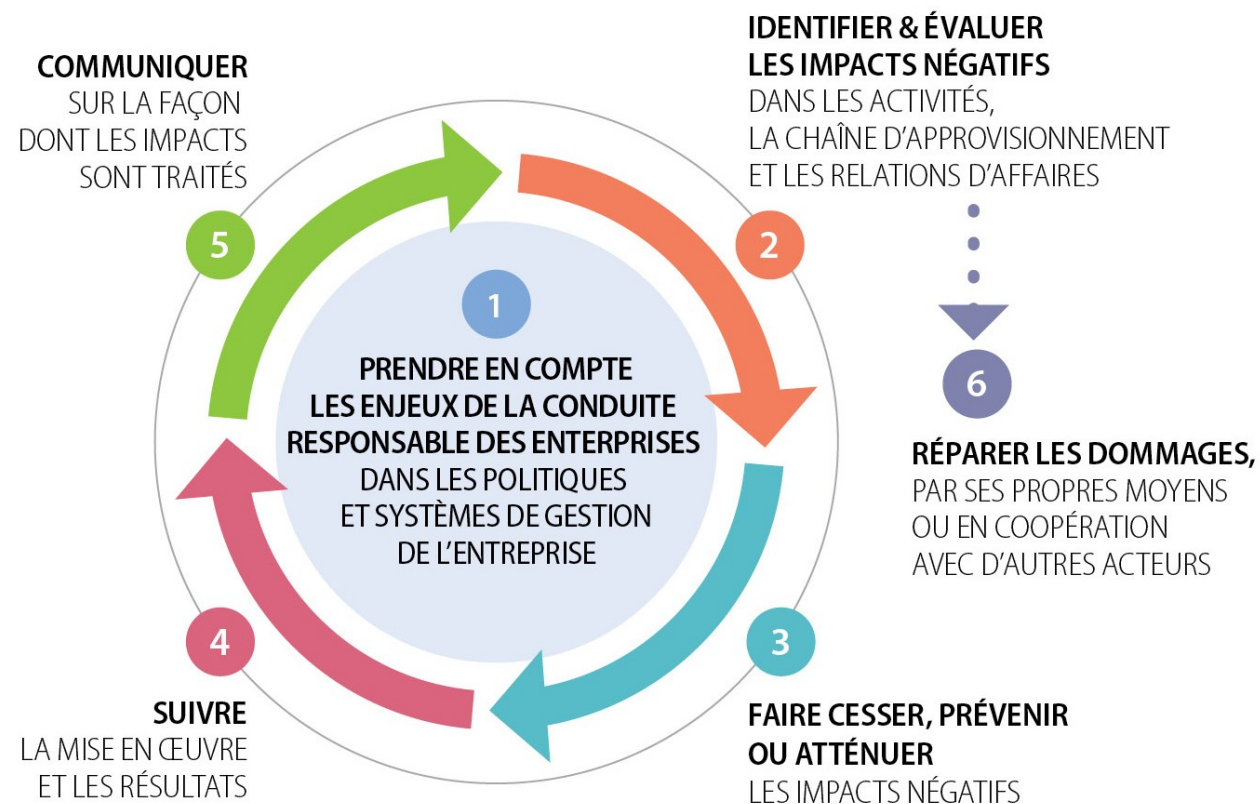 1
PRENDRE EN COMPTE
LES ENJEUX DE LA CONDUITE
RESPONSABLE DES ENTERPRISES
DANS LES POLITIQUES
ET SYSTÈMES DE GESTION
DE L’ENTREPRISE
IDENTIFIER & ÉVALUER
LES IMPACTS NÉGATIFS
DANS LES ACTIVITÉS,
LA CHAÎNE D’APPROVISIONNEMENT
ET LES RELATIONS D’AFFAIRES
2
3
FAIRE CESSER, PRÉVENIR
OU ATTÉNUER
LES IMPACTS NÉGATIFS
4
SUIVRE
LA MISE EN ŒUVRE
ET LES RÉSULTATS
COMMUNIQUER
SUR LA FAÇON
DONT LES IMPACTS
SONT TRAITÉS
5
6
RÉPARER LES DOMMAGES,
PAR SES PROPRES MOYENS
OU EN COOPÉRATION
AVEC D’AUTRES ACTEURS